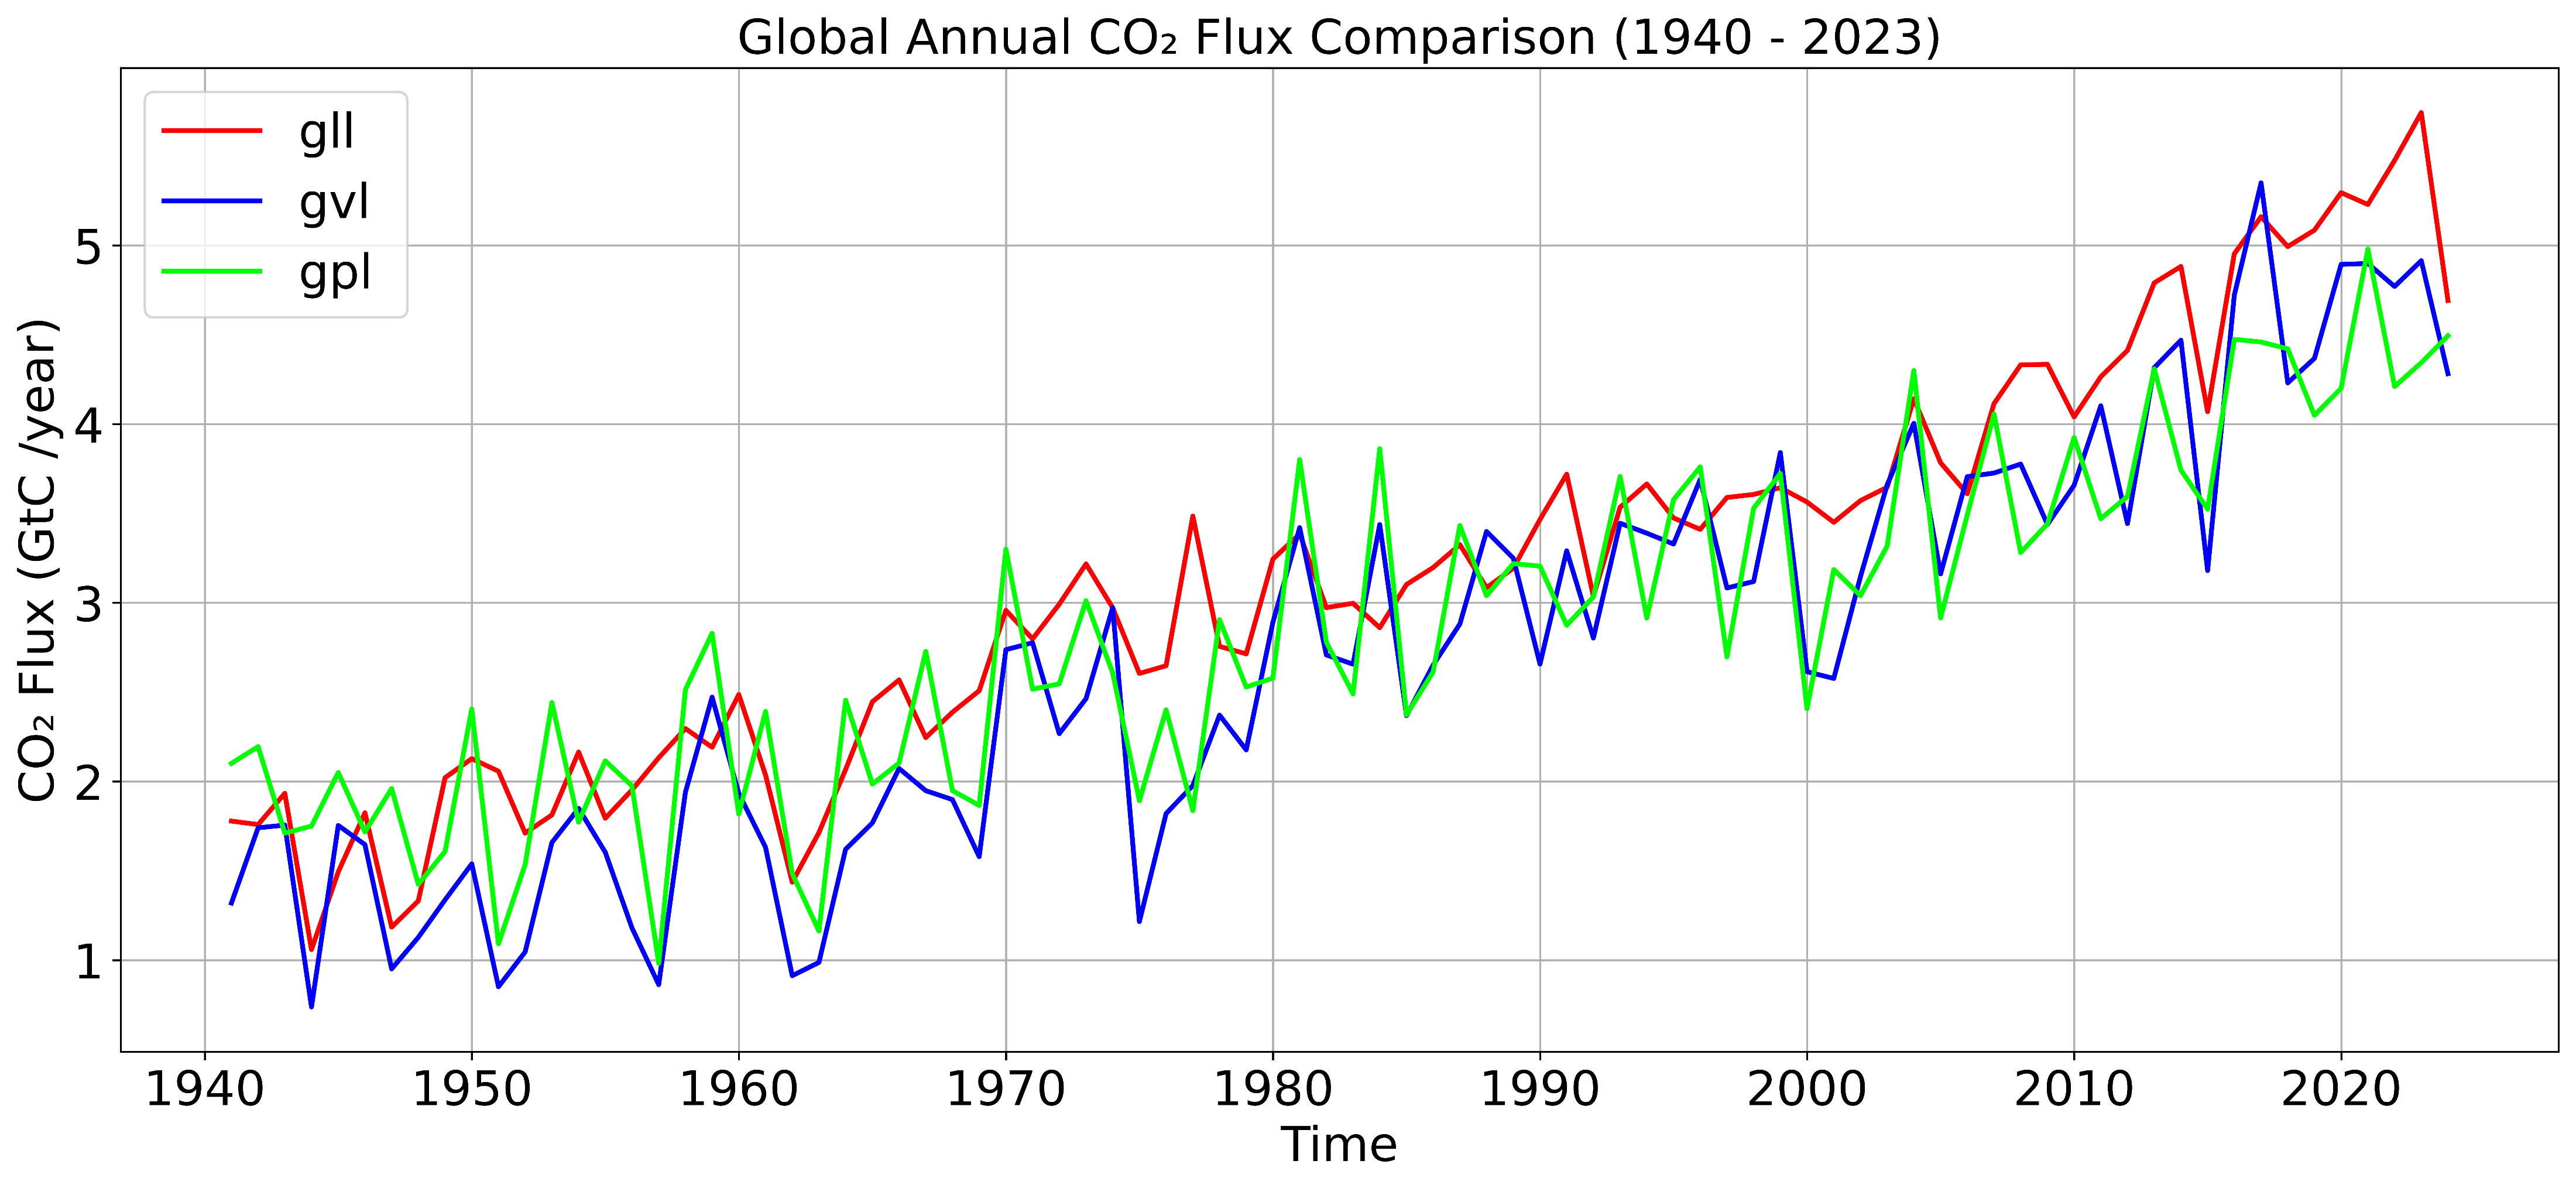 Global Annual CO₂ Flux Comparison (1940 - 2023)
gll
gvl
gpl
CO₂ Flux (GtC /year)
5
4
3
2
1
1940 1950 1960 1970 1980 1990 2000 2010 2020
Time